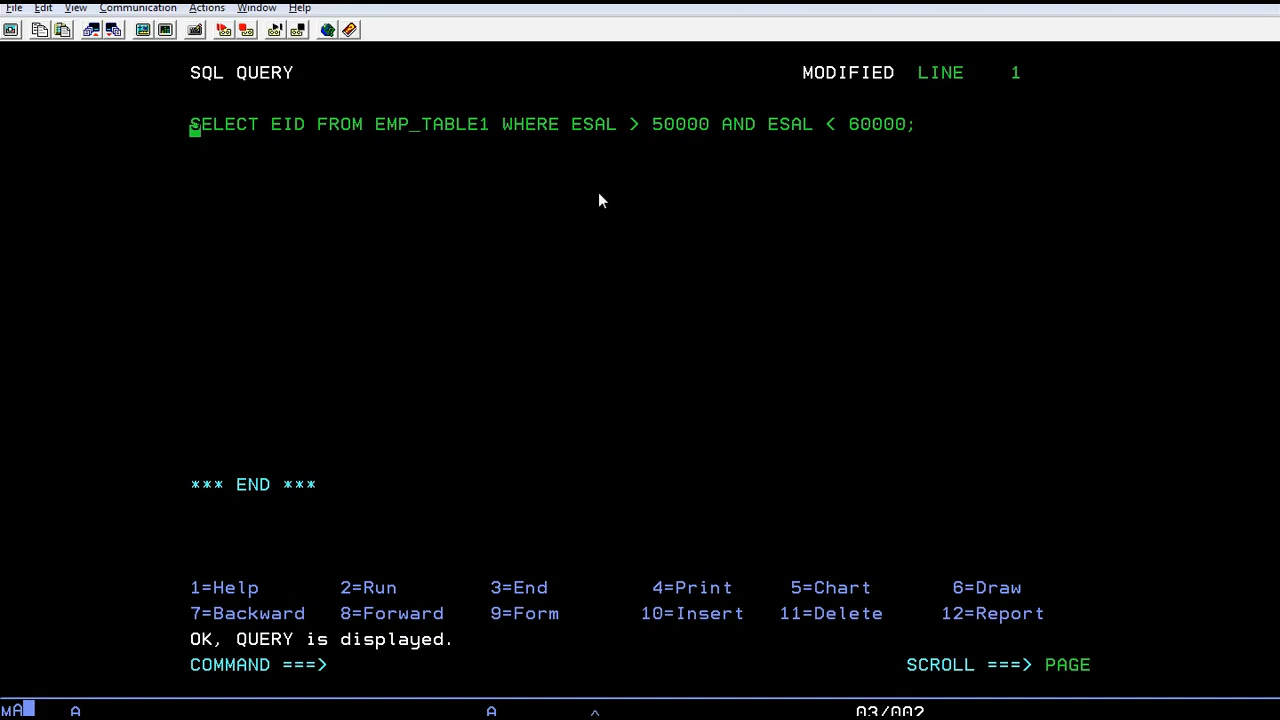 File Edit View Communication Actions Window Help
SQL QUERY MODIFIED LINE 1
SELECT EID FROM EMP_TABLE1 WHERE ESAL > 50000 AND ESAL < 60000;
*** END ***
1=Help 2=Run 3=End 4=Print 5=Chart 6=Draw
7=Backward 8=Forward 9=Form 10=Insert 11=Delete 12=Report
OK, QUERY is displayed.
COMMAND ===> SCROLL ===> PAGE
MA A A ^ 03/002